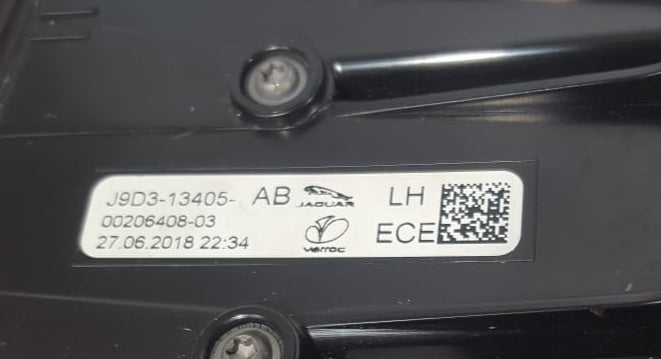 J9D3-13405- AB JAGUAR LH
00206408-03
27.06.2018 22:34 varroc ECE